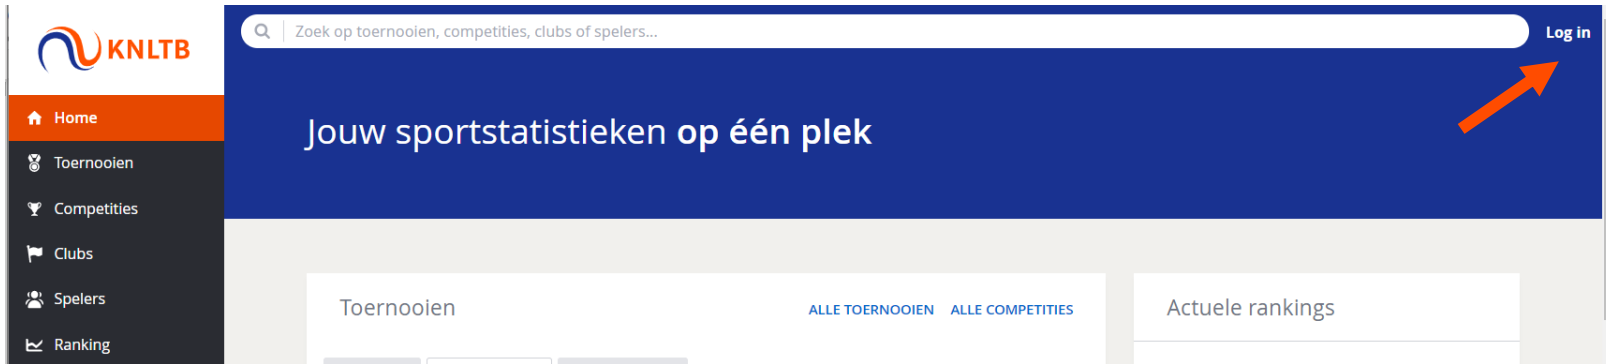 KNLTB
Zoek op toernooien, competities, clubs of spelers...
Log in
Home
Toernooien
Competities
Clubs
Spelers
Ranking
Jouw sportstatistieken op één plek
Toernooien
ALLE TOERNOOIEN ALLE COMPETITIES
Actuele rankings